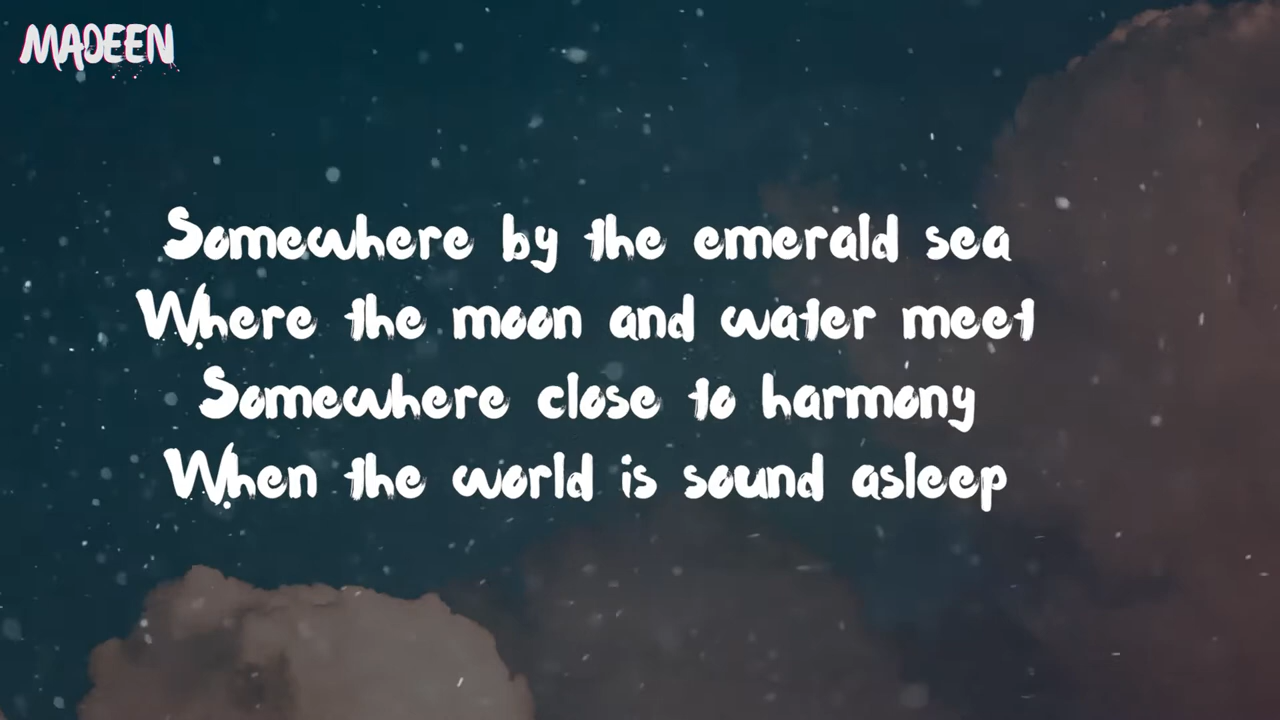 MADEEN
Somewhere by the emerald sea
Where the moon and water meet
Somewhere close to harmony
When the world is sound asleep